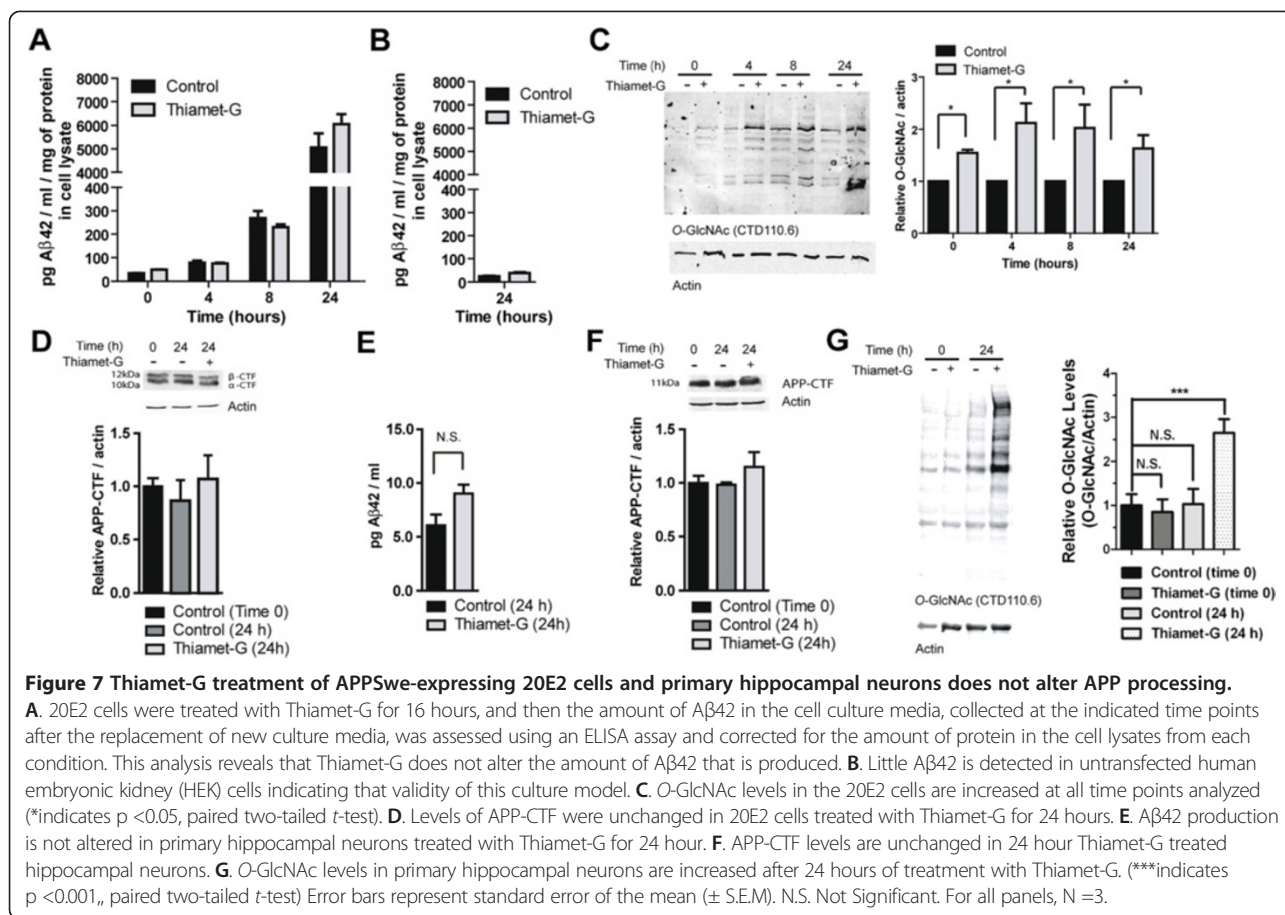 A
pg Aβ42 / ml / mg of protein
in cell lysate
8000
7000
6000
5000
4000
300
200
100
0
Control
Thiamet-G
0 4 8 24
Time (hours)
B
pg Aβ42 / ml / mg of protein
in cell lysate
8000
7000
6000
5000
4000
300
200
100
0
Control
Thiamet-G
24
Time (hours)
C
Time (h) 0 4 8 24
Thiamet-G - + - + - + - +
O-GlcNAc (CTD110.6)
Actin
Control
Thiamet-G
Relative O-GlcNAc / actin
3
2
1
0
* * * *
0 4 8 24
Time (hours)
D
Time (h) 0 24 24
Thiamet-G - - +
12kDa β-CTF
10kDa α-CTF
Actin
Relative APP-CTF / actin
1.5
1.0
0.5
0.0
Control (Time 0)
Control (24 h)
Thiamet-G (24h)
E
pg Aβ42 / ml
15.0
10.0
5.0
0.0
N.S.
Control (24 h)
Thiamet-G (24h)
F
Time (h) 0 24 24
Thiamet-G - - +
11kDa APP-CTF
Actin
Relative APP-CTF / actin
1.5
1.0
0.5
0.0
Control (Time 0)
Control (24 h)
Thiamet-G (24h)
G
Time (h) 0 24
Thiamet-G - + - +
O-GlcNAc (CTD110.6)
Actin
Relative O-GlcNAc Levels
(O-GlcNAc/Actin)
4
3
2
1
0
***
N.S.
N.S.
Control (time 0)
Thiamet-G (time 0)
Control (24 h)
Thiamet-G (24 h)
Figure 7 Thiamet-G treatment of APPSwe-expressing 20E2 cells and primary hippocampal neurons does not alter APP processing.
A. 20E2 cells were treated with Thiamet-G for 16 hours, and then the amount of Aβ42 in the cell culture media, collected at the indicated time points
after the replacement of new culture media, was assessed using an ELISA assay and corrected for the amount of protein in the cell lysates from each
condition. This analysis reveals that Thiamet-G does not alter the amount of Aβ42 that is produced. B. Little Aβ42 is detected in untransfected human
embryonic kidney (HEK) cells indicating that validity of this culture model. C. O-GlcNAc levels in the 20E2 cells are increased at all time points analyzed
(*indicates p <0.05, paired two-tailed t-test). D. Levels of APP-CTF were unchanged in 20E2 cells treated with Thiamet-G for 24 hours. E. Aβ42 production
is not altered in primary hippocampal neurons treated with Thiamet-G for 24 hour. F. APP-CTF levels are unchanged in 24 hour Thiamet-G treated
hippocampal neurons. G. O-GlcNAc levels in primary hippocampal neurons are increased after 24 hours of treatment with Thiamet-G. (***indicates
p <0.001,, paired two-tailed t-test) Error bars represent standard error of the mean (± S.E.M). N.S. Not Significant. For all panels, N =3.